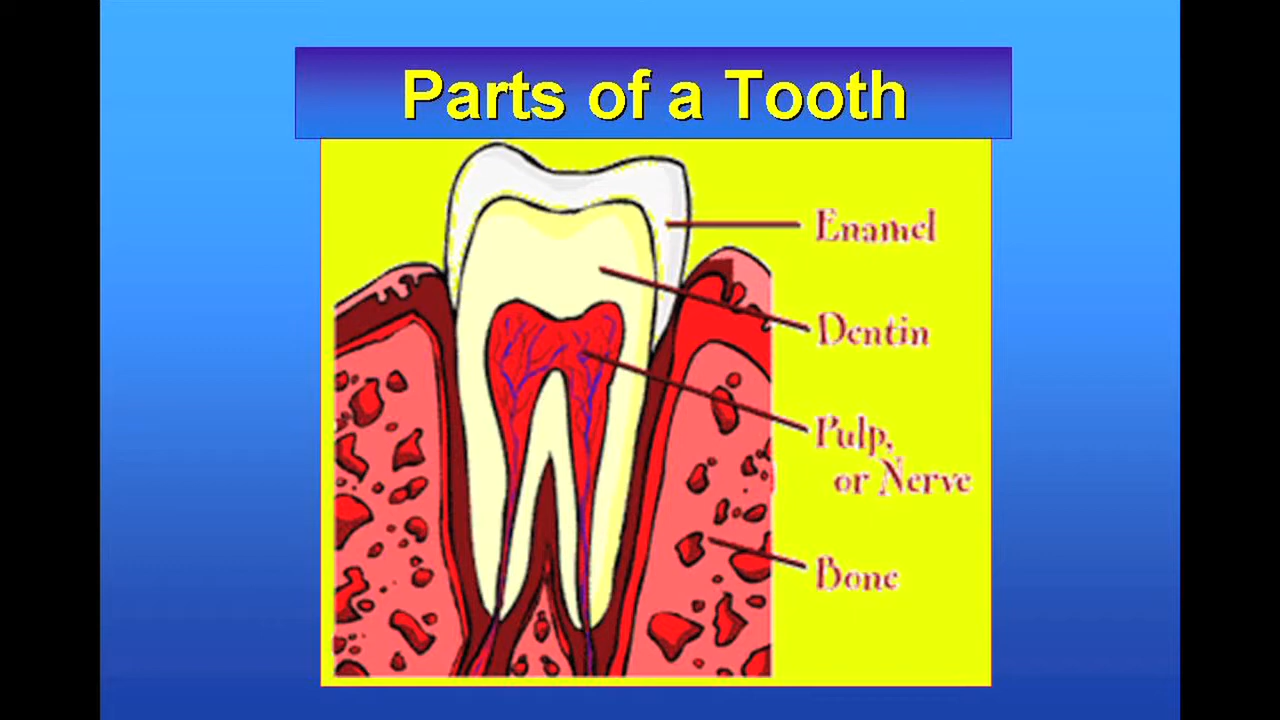 Parts of a Tooth
Enamel
Dentin
Pulp,
or Nerve
Bone